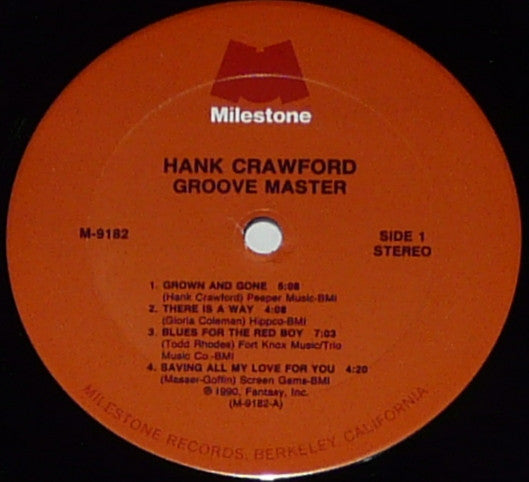 Milestone
HANK CRAWFORD
GROOVE MASTER
M-9182
SIDE 1
STEREO
1. GROWN AND GONE 5:08
(Hank Crawford) Peeper Music-BMI
2. THERE IS A WAY 4:08
(Gloria Coleman) Hippco-BMI
3. BLUES FOR THE RED BOY 7:03
(Todd Rhodes) Fort Knox Music/Trio
Music Co.-BMI
4. SAVING ALL MY LOVE FOR YOU 4:20
(Masser-Goffin) Screen Gems-BMI
℗ 1990, Fantasy, Inc.
(M-9182-A)
MILESTONE RECORDS, BERKELEY, CALIFORNIA